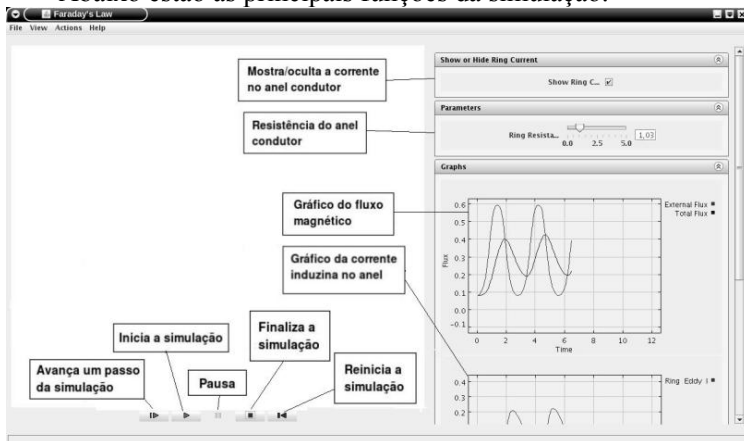 Abaixo estão as principais funções da simulação:
Faraday's Law
File View Actions Help
Mostra/oculta a corrente
no anel condutor
Resistência do anel
condutor
Gráfico do fluxo
magnético
Gráfico da corrente
induzina no anel
Inicia a simulação
Finaliza a
simulação
Avança um passo
da simulação
Pausa
Reinicia a
simulação
Show or Hide Ring Current
Show Ring C...
Parameters
Ring Resista...
1,03
0.0 2.5 5.0
Graphs
External Flux
Total Flux
0.6
0.5
0.4
0.3
0.2
0.1
0.0
-0.1
Flux
0 2 4 6 8 10 12
Time
Ring Eddy I
0.4
0.3
0.2